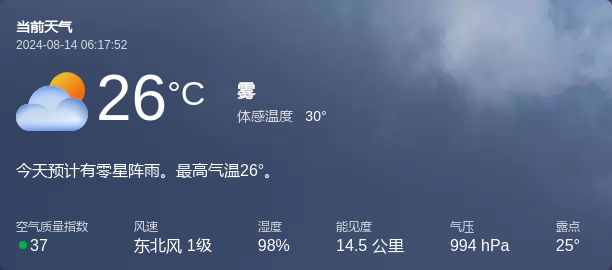 当前天气
2024-08-14 06:17:52
26°C
雾
体感温度 30°
今天预计有零星阵雨。最高气温26°。
空气质量指数 风速 湿度 能见度 气压 露点
37 东北风 1级 98% 14.5 公里 994 hPa 25°